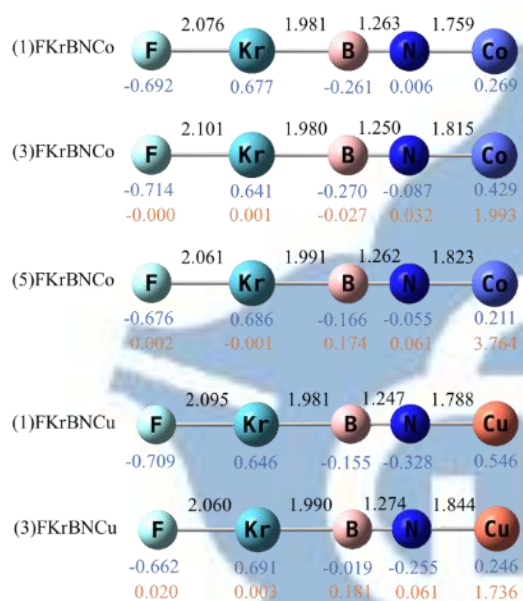 2.076 1.981 1.263 1.759
(1)FKrBNCo F Kr B N Co
-0.692 0.677 -0.261 0.006 0.269
2.101 1.980 1.250 1.815
(3)FKrBNCo F Kr B N Co
-0.714 0.641 -0.270 -0.087 0.429
-0.000 0.001 -0.027 0.032 1.993
2.061 1.991 1.262 1.823
(5)FKrBNCo F Kr B N Co
-0.676 0.686 -0.166 -0.055 0.211
0.002 -0.001 0.174 0.061 3.764
2.095 1.981 1.247 1.788
(1)FKrBNCu F Kr B N Cu
-0.709 0.646 -0.155 -0.328 0.546
2.060 1.990 1.274 1.844
(3)FKrBNCu F Kr B N Cu
-0.662 0.691 -0.019 -0.255 0.246
0.020 0.003 0.181 0.061 1.736